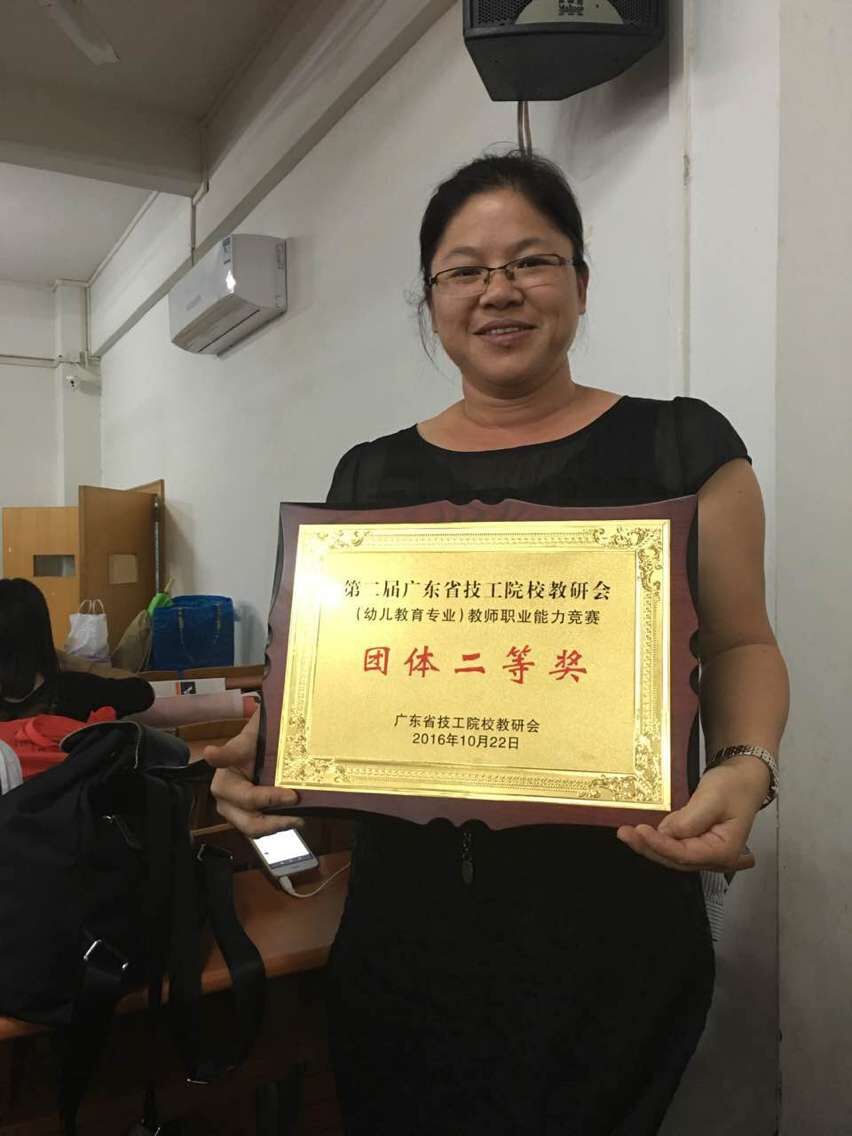 第二届广东省技工院校教研会
（幼儿教育专业）教师职业能力竞赛
团体二等奖
广东省技工院校教研会
2016年10月22日